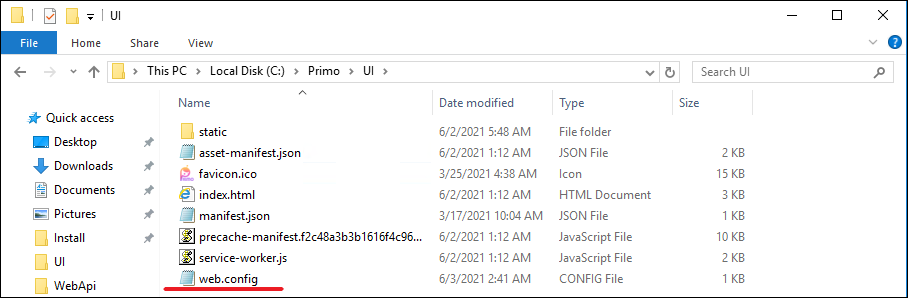 UI
File Home Share View
This PC Local Disk (C:) Primo UI Search UI
Name Date modified Type Size
Quick access
Desktop
Downloads
Documents
Pictures
Install
UI
WebApi
static 6/2/2021 5:48 AM File folder
asset-manifest.json 6/2/2021 1:12 AM JSON File 2 KB
favicon.ico 3/25/2021 4:38 AM Icon 15 KB
index.html 6/2/2021 1:12 AM HTML Document 3 KB
manifest.json 3/17/2021 10:04 AM JSON File 1 KB
precache-manifest.f2c48a3b3b1616f4c96... 6/2/2021 1:12 AM JavaScript File 10 KB
service-worker.js 6/2/2021 1:12 AM JavaScript File 2 KB
web.config 6/3/2021 2:41 AM CONFIG File 1 KB